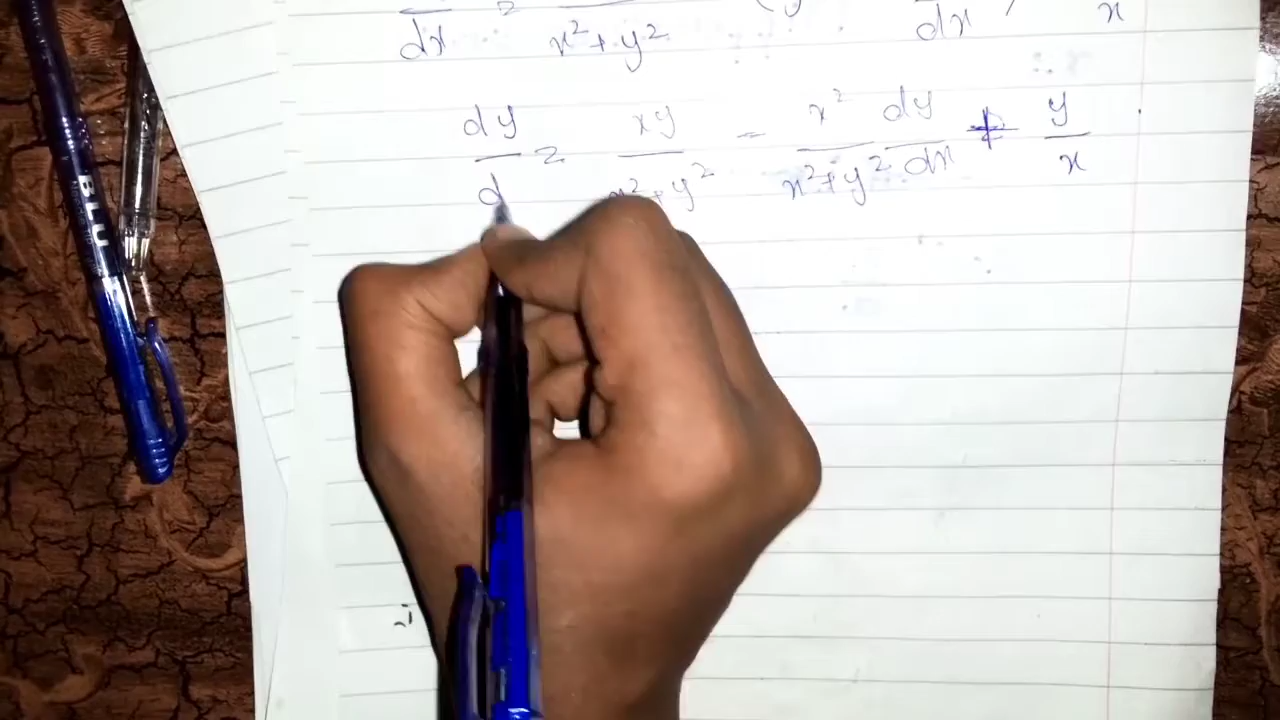 dx = x²+y² (y dx) x
dy/d = xy/x²+y² - x²/x²+y² dy/dx + y/x
BLU